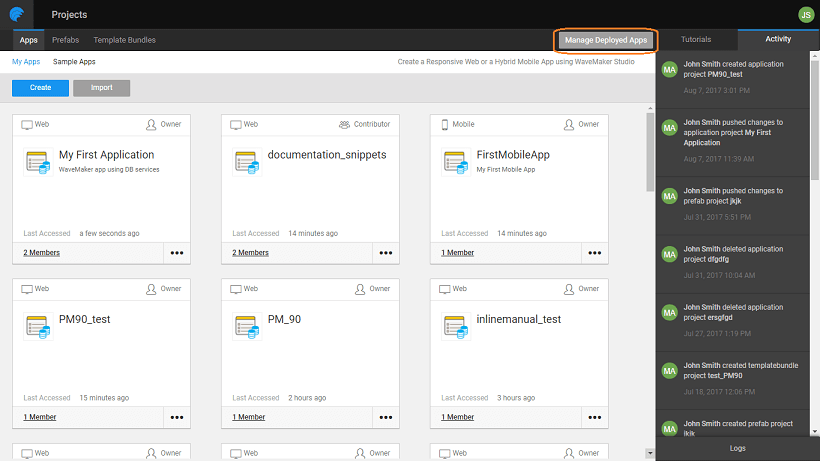 Projects
JS
Apps
Prefabs
Template Bundles
Manage Deployed Apps
Tutorials
Activity
My Apps
Sample Apps
Create a Responsive Web or a Hybrid Mobile App using WaveMaker Studio
Create
Import
Web
Owner
My First Application
WaveMaker app using DB services
Last Accessed a few seconds ago
2 Members
Web
Contributor
documentation_snippets
Last Accessed 14 minutes ago
2 Members
Mobile
Owner
FirstMobileApp
My First Mobile App
Last Accessed 14 minutes ago
1 Member
Web
Owner
PM90_test
Last Accessed 15 minutes ago
1 Member
Web
Owner
PM_90
Last Accessed 2 hours ago
1 Member
Web
Owner
inlinemanual_test
Last Accessed 3 hours ago
1 Member
Web
Owner
Web
Owner
Web
Owner
MA
John Smith created application
project PM90_test
Aug 7, 2017 3:01 PM
MA
John Smith pushed changes to
application project My First
Application
Aug 7, 2017 11:39 AM
MA
John Smith pushed changes to
prefab project jkjk
Jul 31, 2017 5:51 PM
MA
John Smith deleted application
project dfgdfg
Jul 31, 2017 10:04 AM
MA
John Smith deleted application
project ersgfgd
Jul 27, 2017 1:19 PM
MA
John Smith created templatebundle
project test_PM90
Jul 18, 2017 12:06 PM
MA
John Smith created prefab project
jkjk
Logs